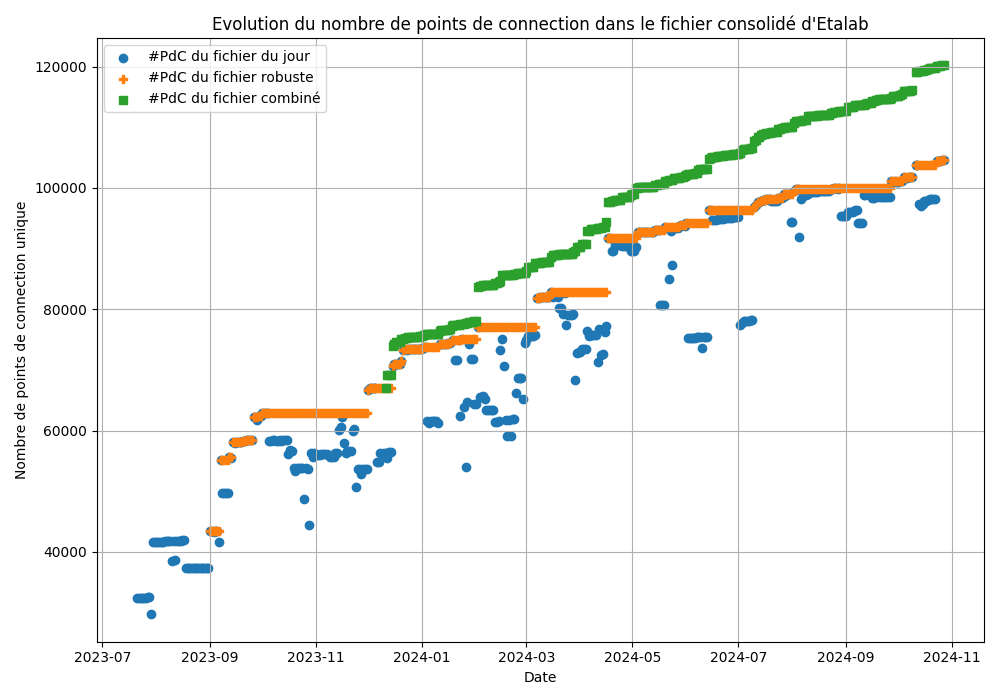 Evolution du nombre de points de connection dans le fichier consolidé d'Etalab
#PdC du fichier du jour
#PdC du fichier robuste
#PdC du fichier combiné
Nombre de points de connection unique
120000
100000
80000
60000
40000
2023-07
2023-09
2023-11
2024-01
2024-03
2024-05
2024-07
2024-09
2024-11
Date